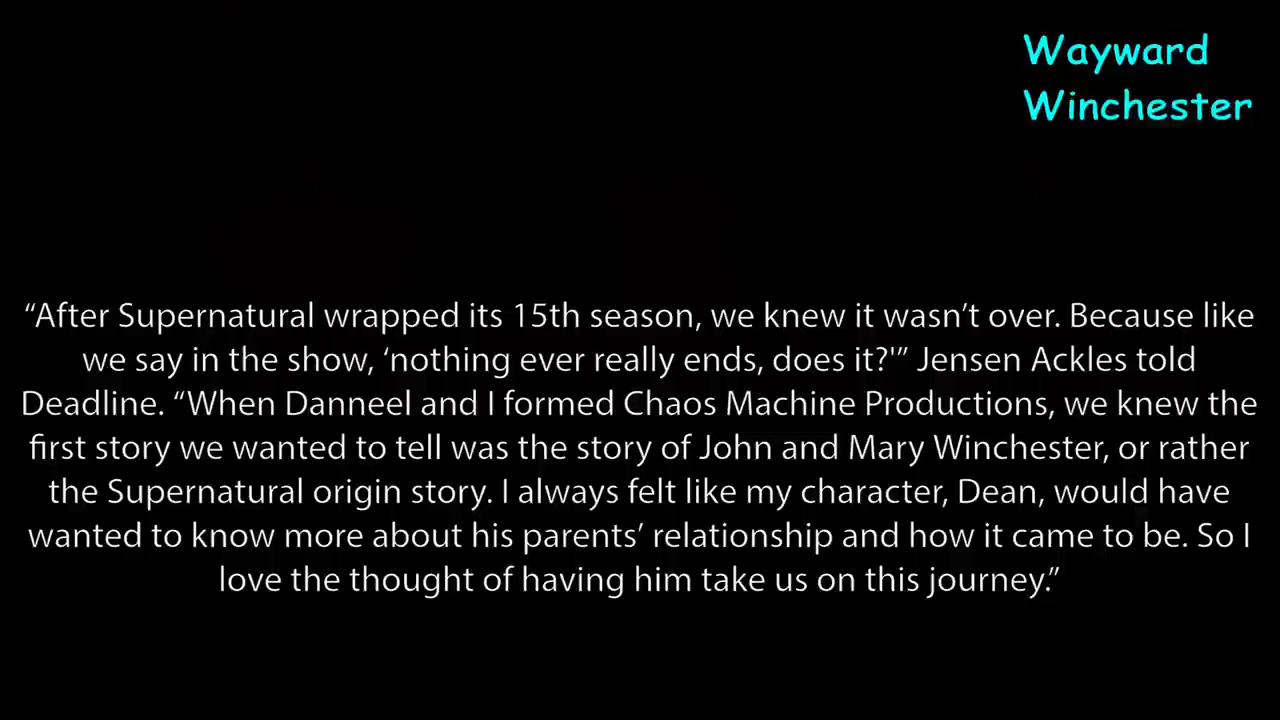 Wayward
Winchester
“After Supernatural wrapped its 15th season, we knew it wasn’t over. Because like
we say in the show, ‘nothing ever really ends, does it?'” Jensen Ackles told
Deadline. “When Danneel and I formed Chaos Machine Productions, we knew the
first story we wanted to tell was the story of John and Mary Winchester, or rather
the Supernatural origin story. I always felt like my character, Dean, would have
wanted to know more about his parents’ relationship and how it came to be. So I
love the thought of having him take us on this journey.”